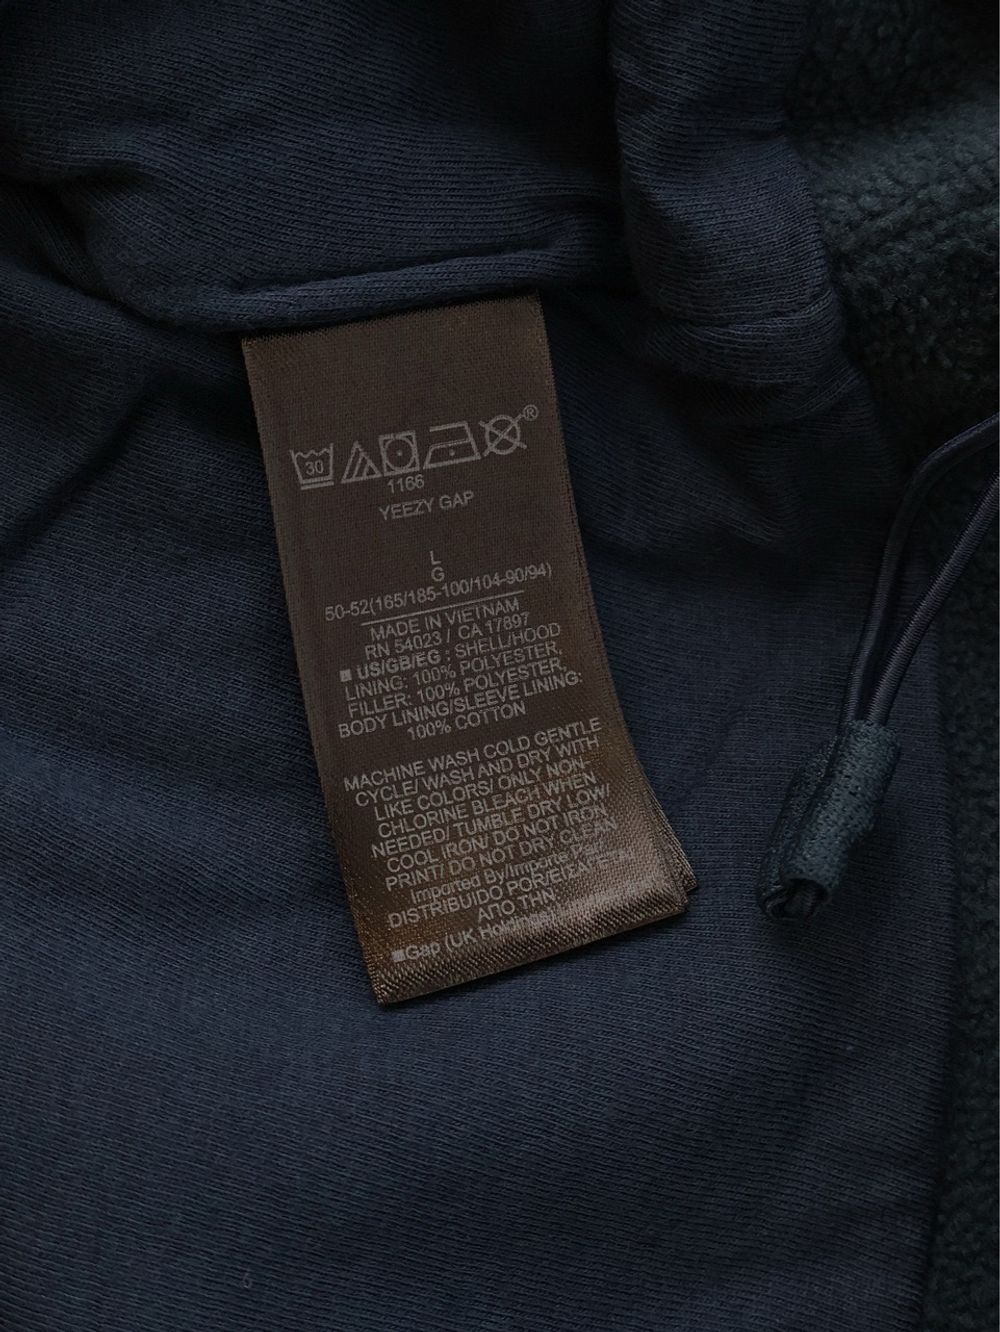 30 ®
1166
YEEZY GAP
L
G
50-52(165/185-100/104-90/94)
MADE IN VIETNAM
RN 54023 / CA 17897
■ US/GB/EG : SHELL/HOOD
LINING: 100% POLYESTER,
FILLER: 100% POLYESTER,
BODY LINING/SLEEVE LINING:
100% COTTON
MACHINE WASH COLD GENTLE
CYCLE/ WASH AND DRY WITH
LIKE COLORS/ ONLY NON-
CHLORINE BLEACH WHEN
NEEDED/ TUMBLE DRY LOW/
COOL IRON/ DO NOT IRON
PRINT/ DO NOT DRY CLEAN
Imported By/Importé
DISTRIBUIDO POR/ΕΙΣΑΓΕΤΑΙ
ΑΠΟ ΤΗΝ:
■Gap (UK Holdings)